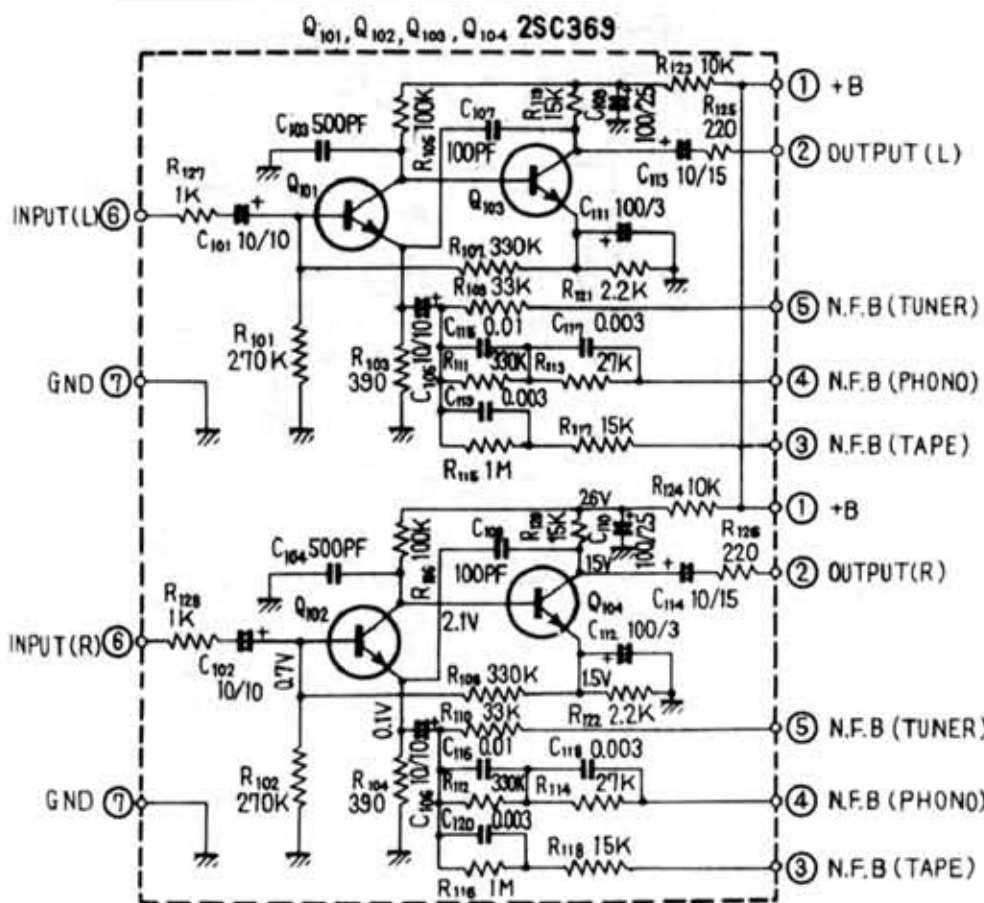 Q101, Q102, Q103, Q104 2SC369
R123 10K
① +B
R105 100K
C107
100PF
R119 15K
C109 100/25
R125
220
C103 500PF
② OUTPUT(L)
C113 10/15
R127
1K
Q101
Q103
C111 100/3
INPUT(L) ⑥
C101 10/10
R107 330K
R121 2.2K
R109 33K
⑤ N.F.B (TUNER)
C105 10/10
C115 0.01
C117 0.003
R101
270K
R103
390
R111 330K
R113 27K
GND ⑦
④ N.F.B (PHONO)
C119 0.003
R117 15K
③ N.F.B (TAPE)
R115 1M
R124 10K
① +B
26V
R106 100K
C108
100PF
R120 15K
C110 100/25
R126
220
C104 500PF
15V
② OUTPUT(R)
C114 10/15
R128
1K
Q102
2.1V
Q104
C112 100/3
INPUT(R) ⑥
C102
10/10
0.7V
R108 330K
1.5V
R122 2.2K
0.1V
R110 33K
⑤ N.F.B (TUNER)
C106 10/10
C116 0.01
C118 0.003
R102
270K
R104
390
R112 330K
R114 27K
GND ⑦
④ N.F.B (PHONO)
C120 0.003
R118 15K
③ N.F.B (TAPE)
R116 1M